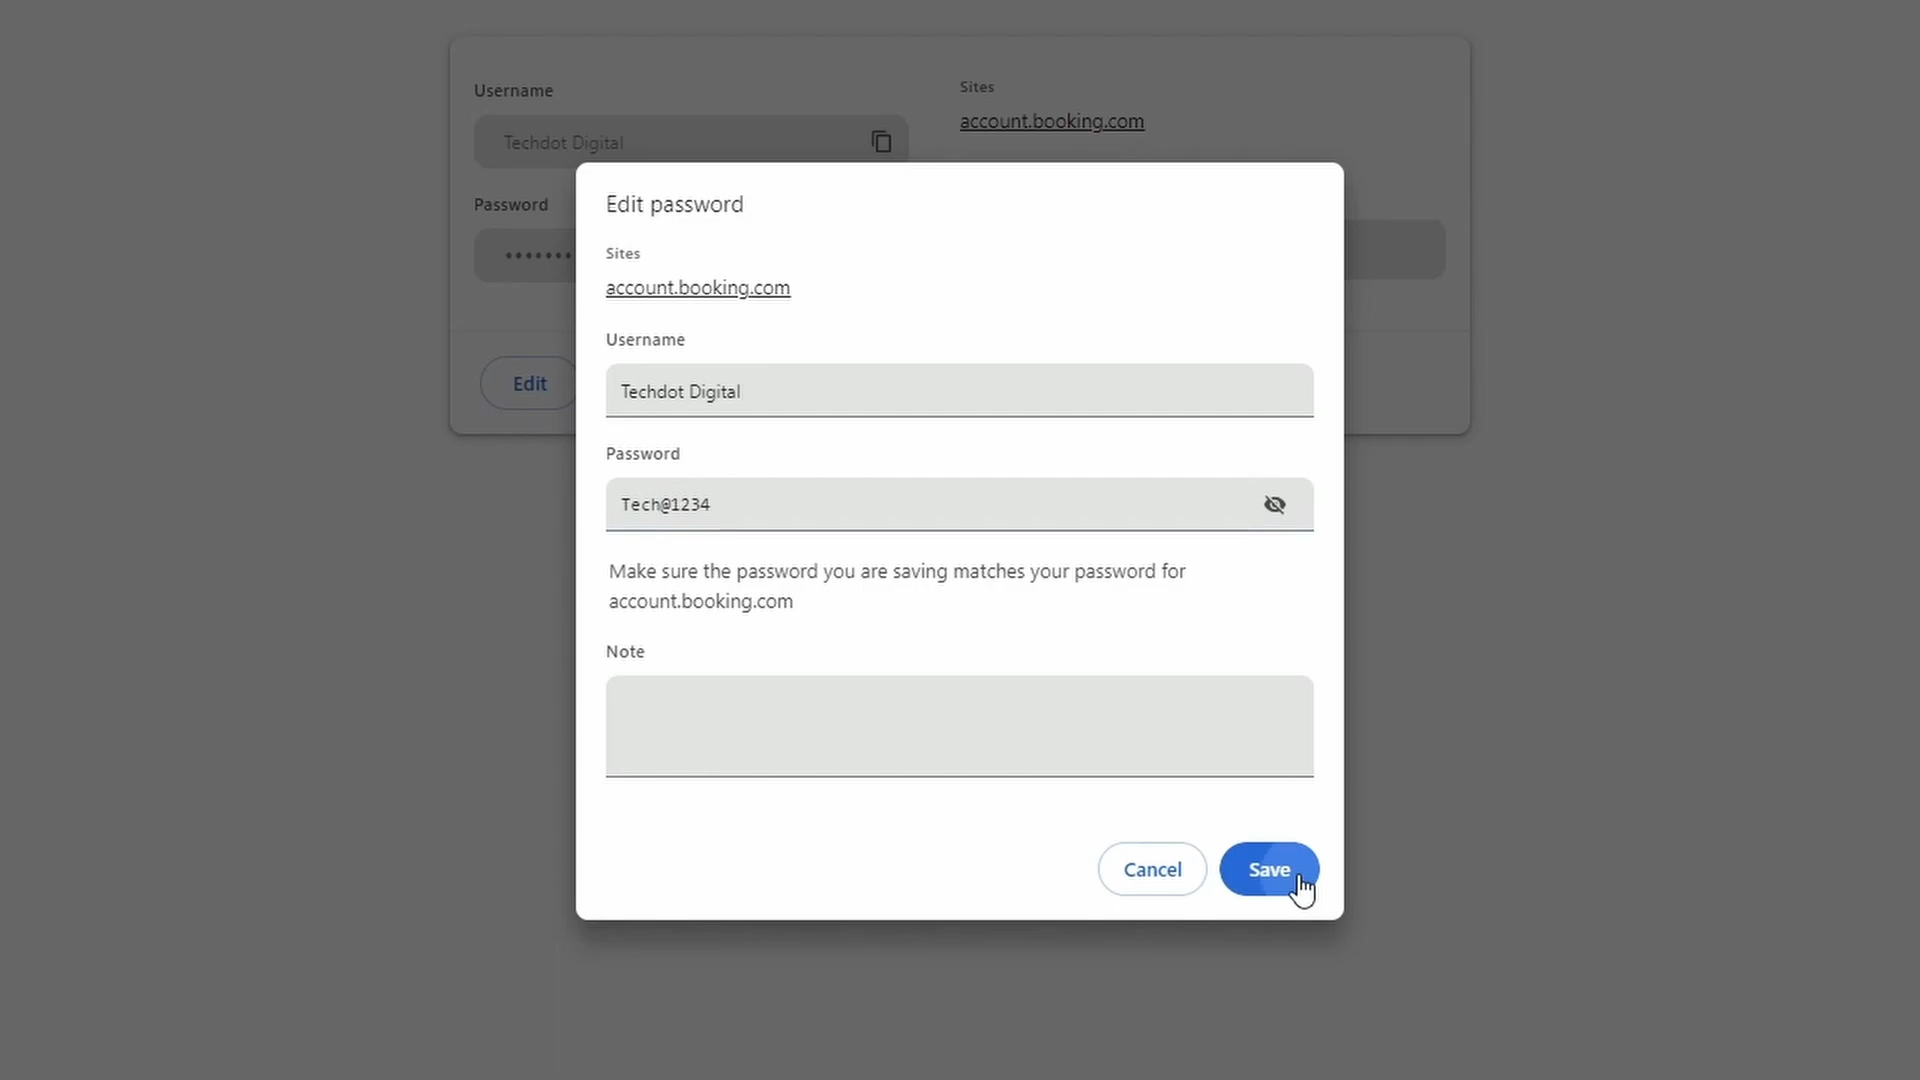 Username
Sites
account.booking.com
Techdot Digital
Password
•••••••
Edit
Edit password
Sites
account.booking.com
Username
Techdot Digital
Password
Tech@1234
Make sure the password you are saving matches your password for
account.booking.com
Note
Cancel
Save